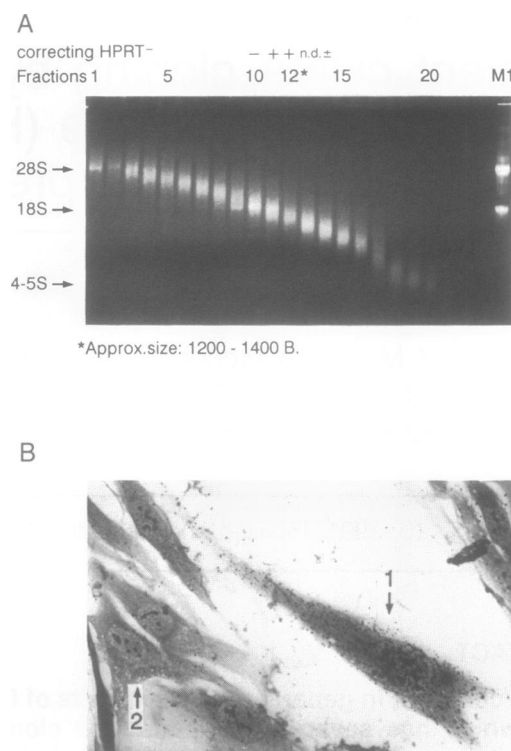 A
correcting HPRT⁻ − + + n.d. ±
Fractions 1 5 10 12* 15 20 M1
28S →
18S →
4-5S →
*Approx.size: 1200 - 1400 B.
B
1
2